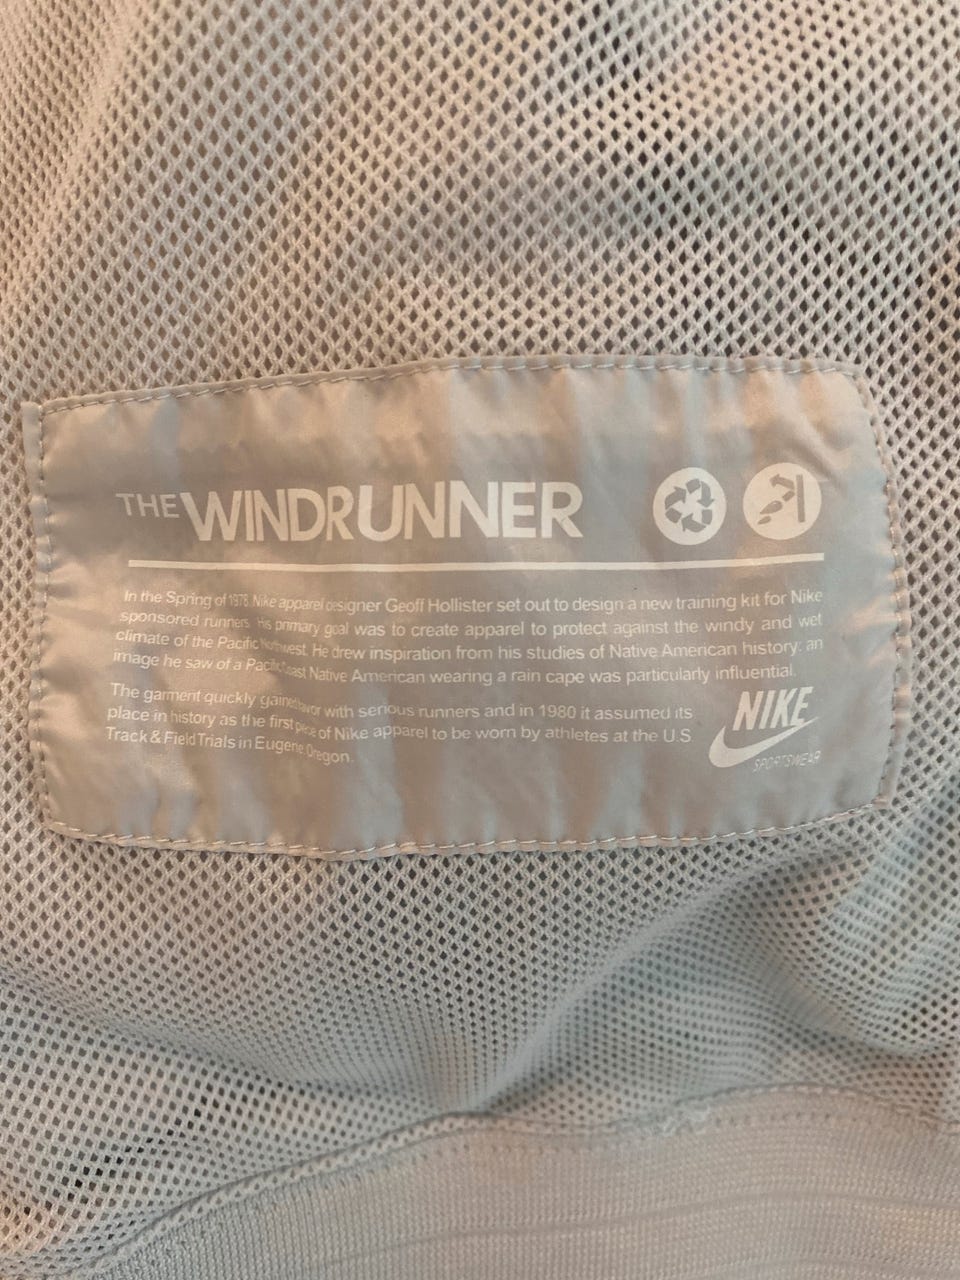 THE WINDRUNNER
In the Spring of 1978, Nike apparel designer Geoff Hollister set out to design a new training kit for Nike
sponsored runners. His primary goal was to create apparel to protect against the windy and wet
climate of the Pacific Northwest. He drew inspiration from his studies of Native American history: an
image he saw of a Pacific Coast Native American wearing a rain cape was particularly influential.
The garment quickly gained favor with serious runners and in 1980 it assumed its
place in history as the first piece of Nike apparel to be worn by athletes at the U.S
Track & Field Trials in Eugene, Oregon.
NIKE
SPORTSWEAR